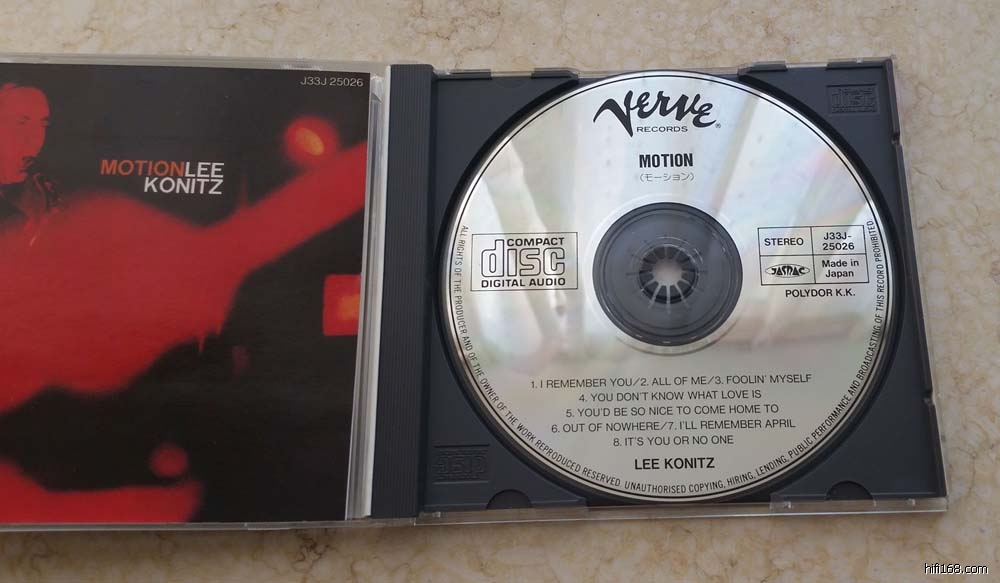 J33J 25026
MOTION LEE
KONITZ
VERVE®
RECORDS
MOTION
(モーション)
COMPACT
disc
DIGITAL AUDIO
STEREO
J33J-
25026
JASRAC
Made in
Japan
POLYDOR K.K.
1. I REMEMBER YOU/2. ALL OF ME/3. FOOLIN' MYSELF
4. YOU DON'T KNOW WHAT LOVE IS
5. YOU'D BE SO NICE TO COME HOME TO
6. OUT OF NOWHERE/7. I'LL REMEMBER APRIL
8. IT'S YOU OR NO ONE
LEE KONITZ
ALL RIGHTS OF THE PRODUCER AND OF THE OWNER OF THE WORK REPRODUCED RESERVED. UNAUTHORISED COPYING, HIRING, LENDING, PUBLIC PERFORMANCE AND BROADCASTING OF THIS RECORD PROHIBITED
hifi168.com